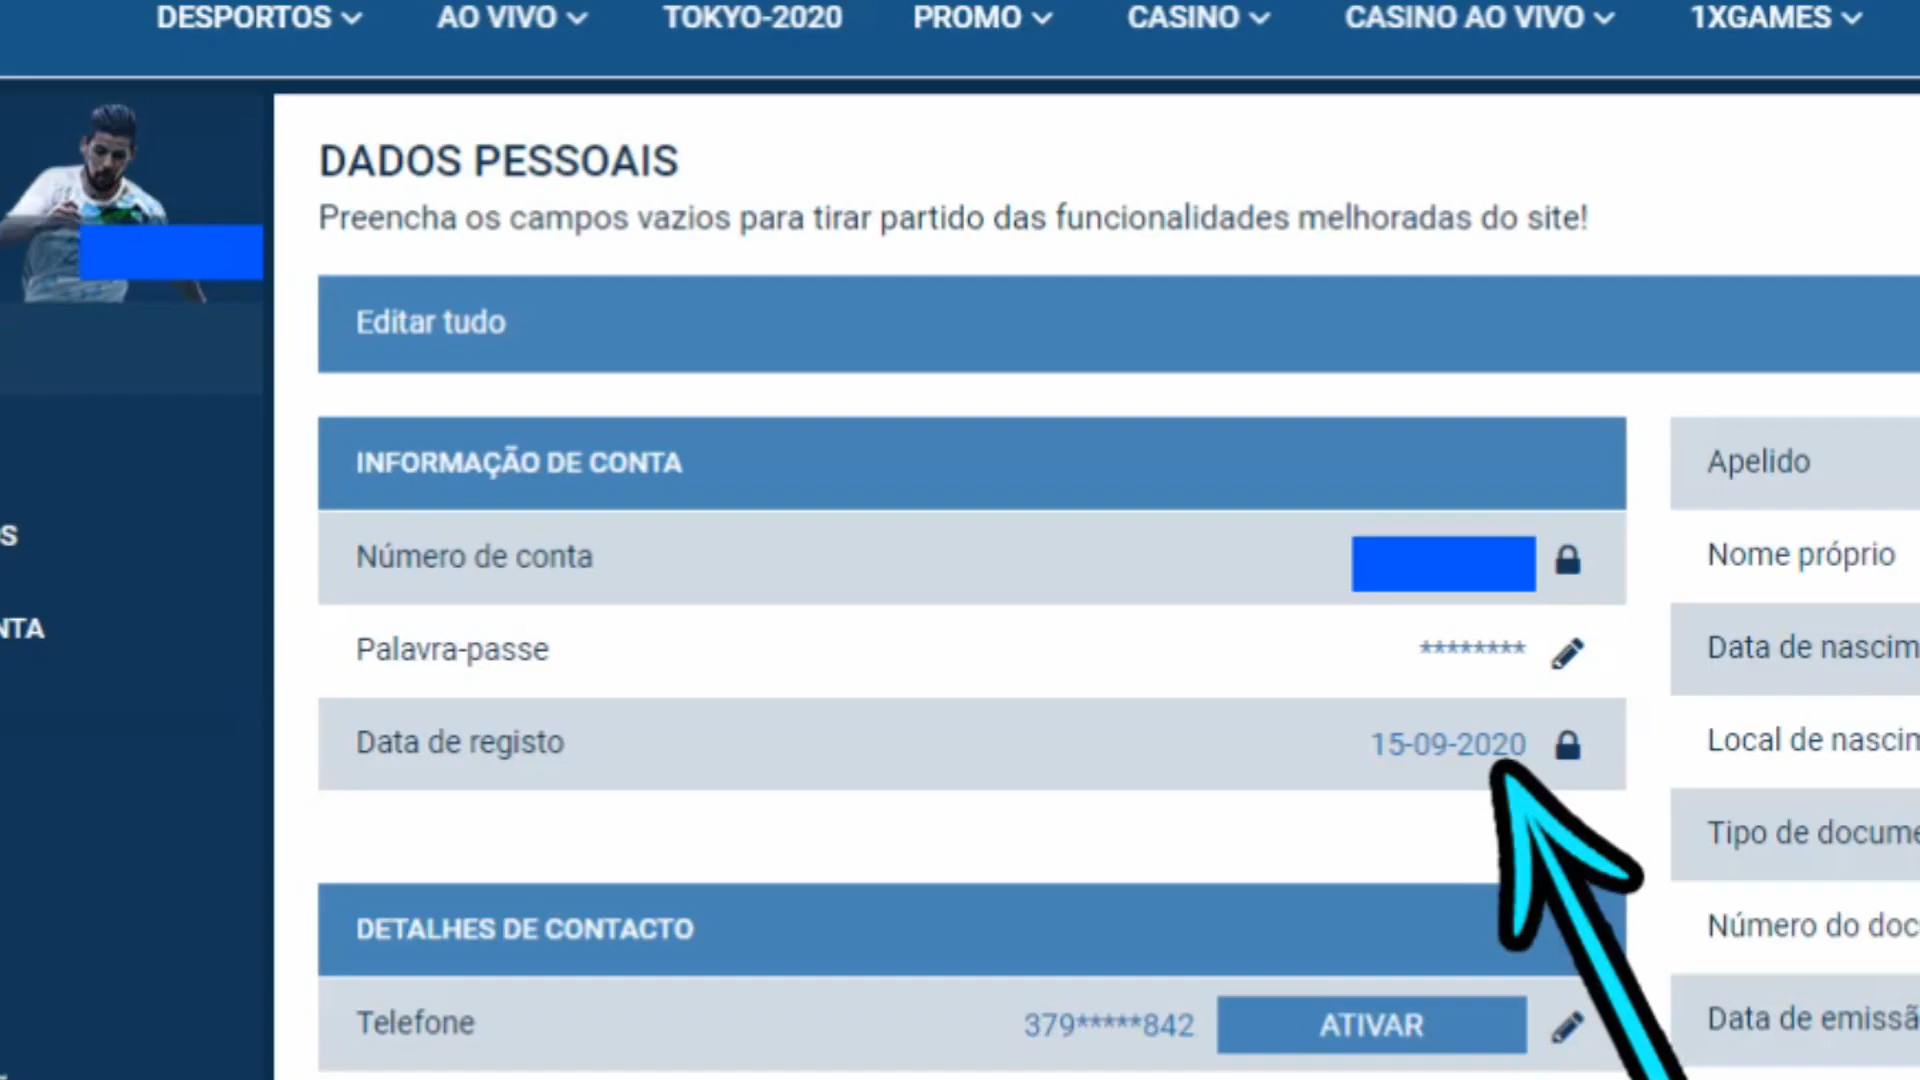 DESPORTOS AO VIVO TOKYO-2020 PROMO CASINO CASINO AO VIVO 1XGAMES
DADOS PESSOAIS
Preencha os campos vazios para tirar partido das funcionalidades melhoradas do site!
Editar tudo
INFORMAÇÃO DE CONTA
Número de conta
Palavra-passe ********
Data de registo 15-09-2020
DETALHES DE CONTACTO
Telefone 379*****842 ATIVAR
Apelido
Nome próprio
Data de nascim
Local de nascim
Tipo de docume
Número do doc
Data de emissã
S
NTA